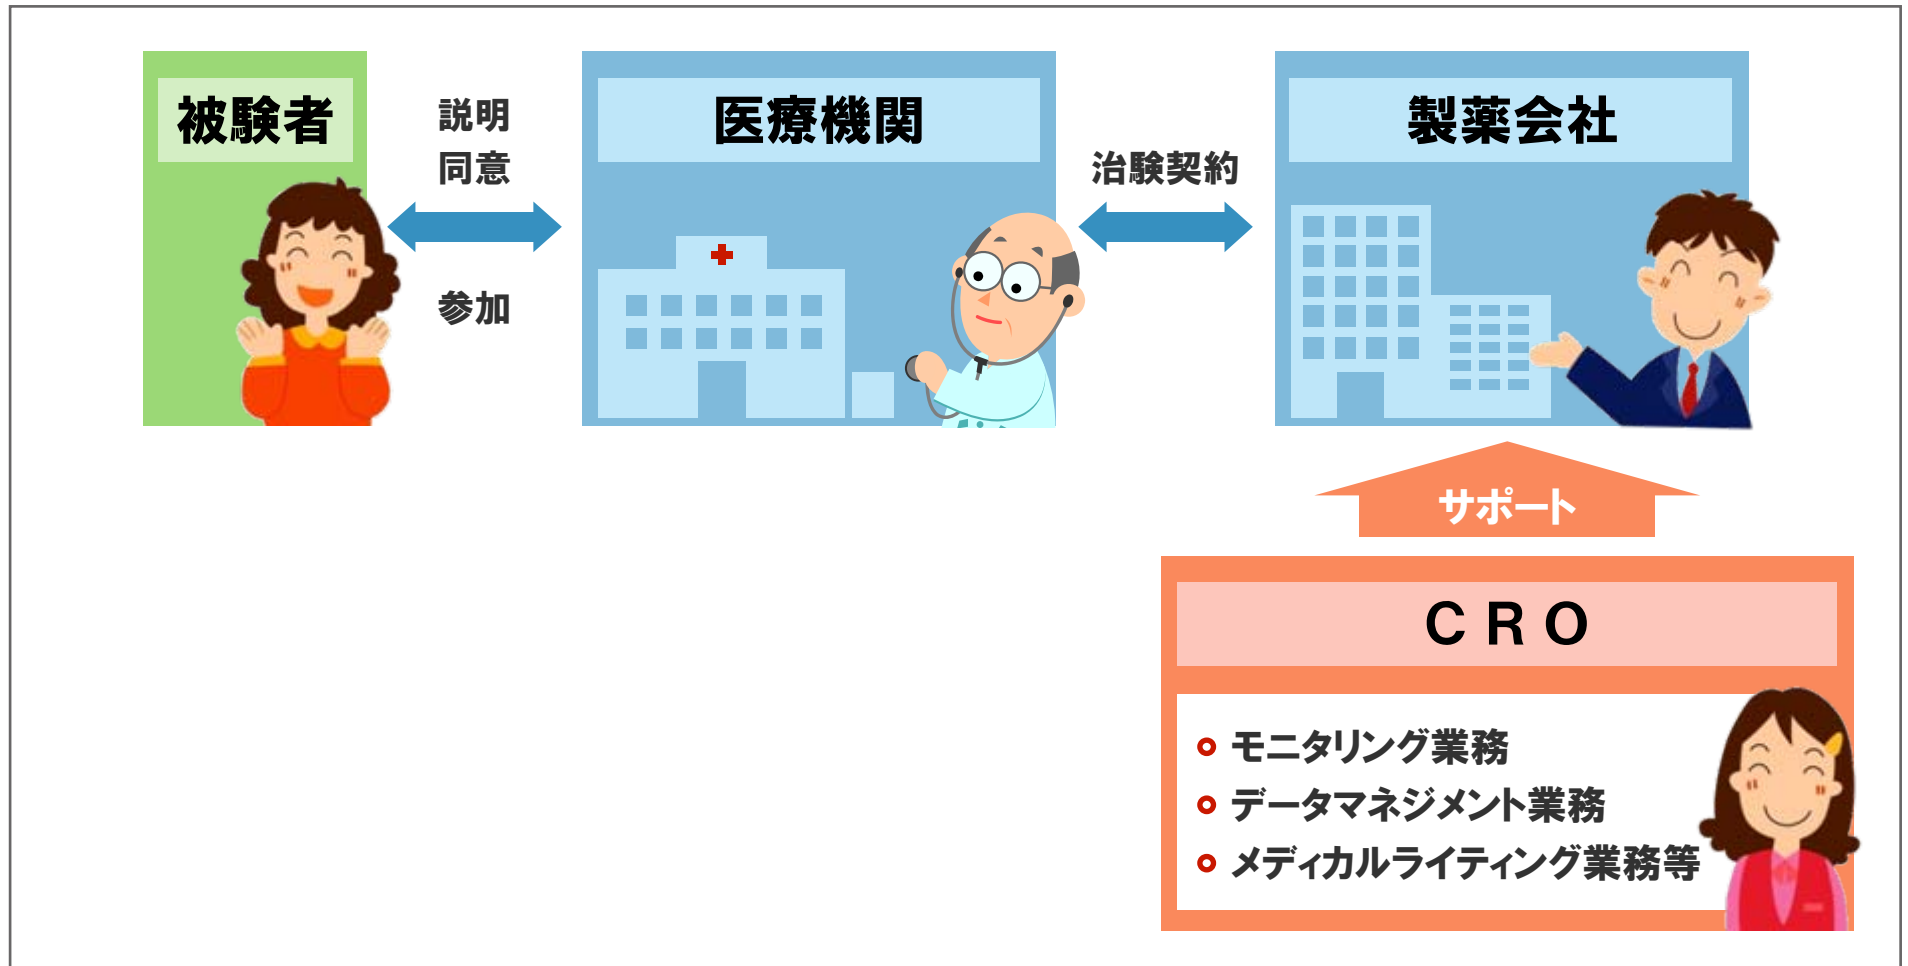 被験者
説明
同意
参加
医療機関
治験契約
製薬会社
サポート
ＣＲＯ
モニタリング業務
データマネジメント業務
メディカルライティング業務等